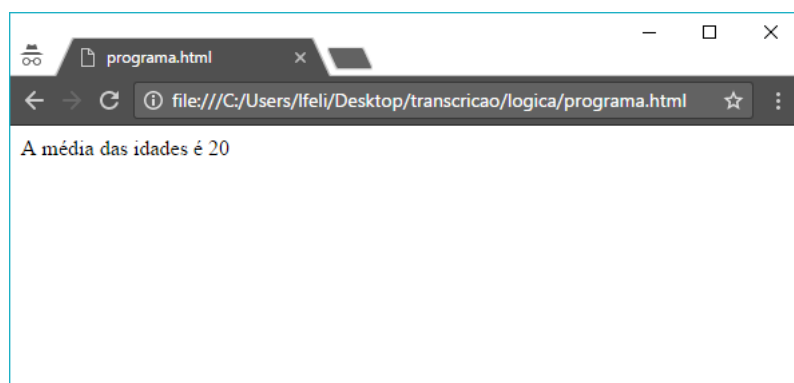 programa.html
file:///C:/Users/lfeli/Desktop/transcricao/logica/programa.html
A média das idades é 20